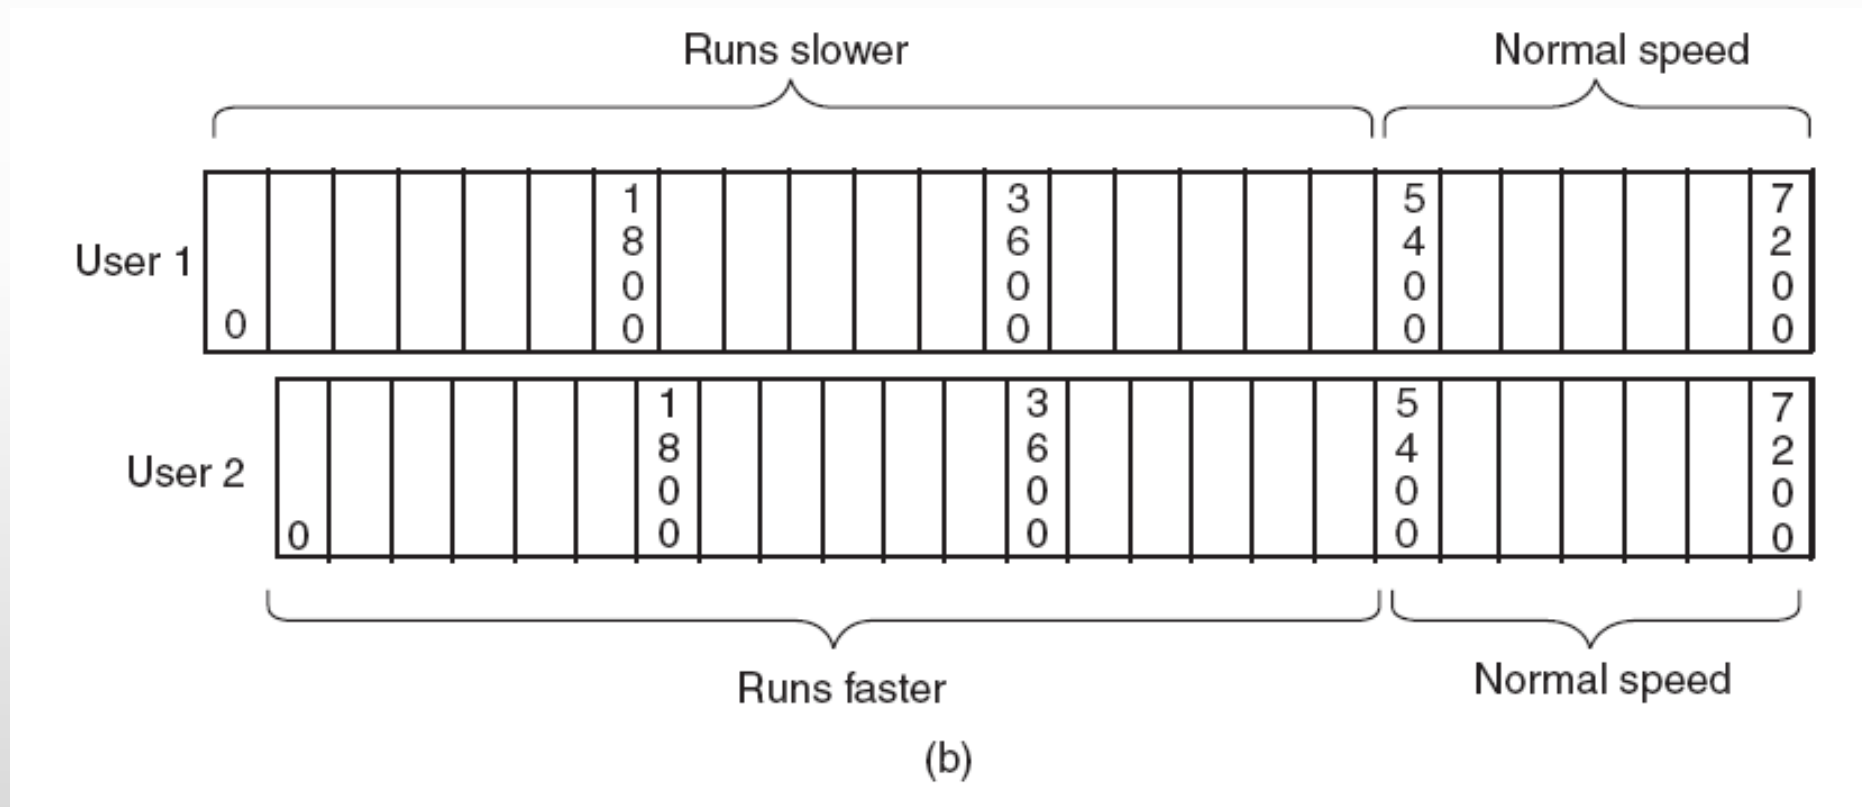 Runs slower Normal speed
User 1 0 1800 3600 5400 7200
User 2 0 1800 3600 5400 7200
Runs faster Normal speed
(b)